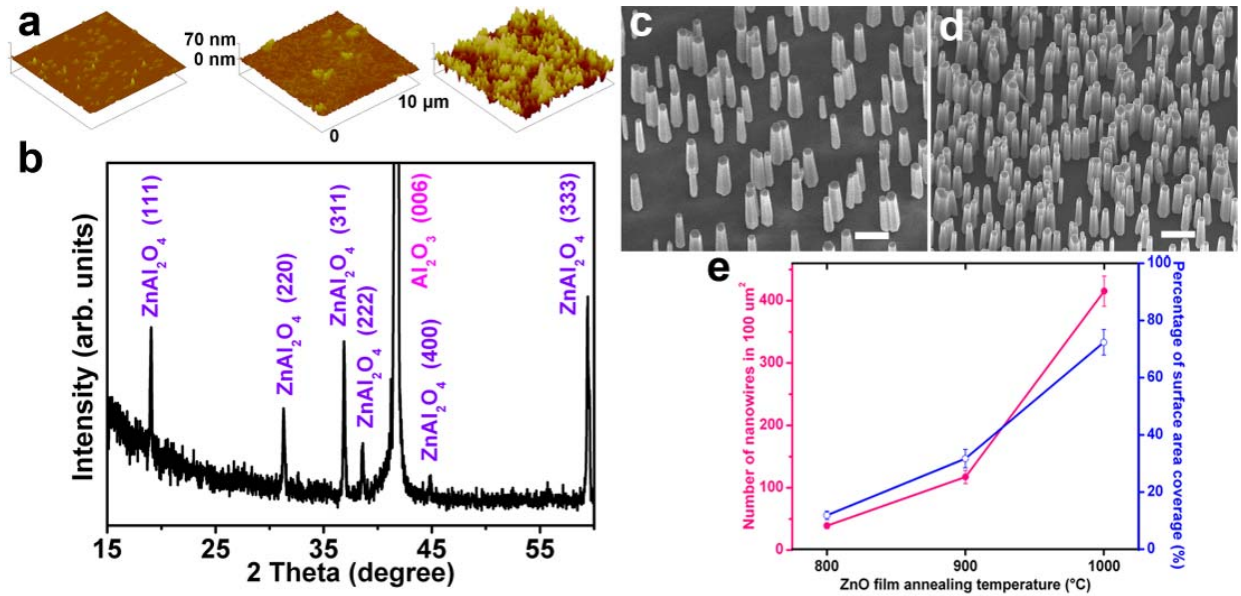 a
70 nm
0 nm
10 µm
0
b
Intensity (arb. units)
ZnAl2O4 (111)
ZnAl2O4 (220)
ZnAl2O4 (311)
ZnAl2O4 (222)
Al2O3 (006)
ZnAl2O4 (400)
ZnAl2O4 (333)
15 25 35 45 55
2 Theta (degree)
c
d
e
Number of nanowires in 100 um²
400
300
200
100
0
Percentage of surface area coverage (%)
100
80
60
40
20
0
800 900 1000
ZnO film annealing temperature (°C)